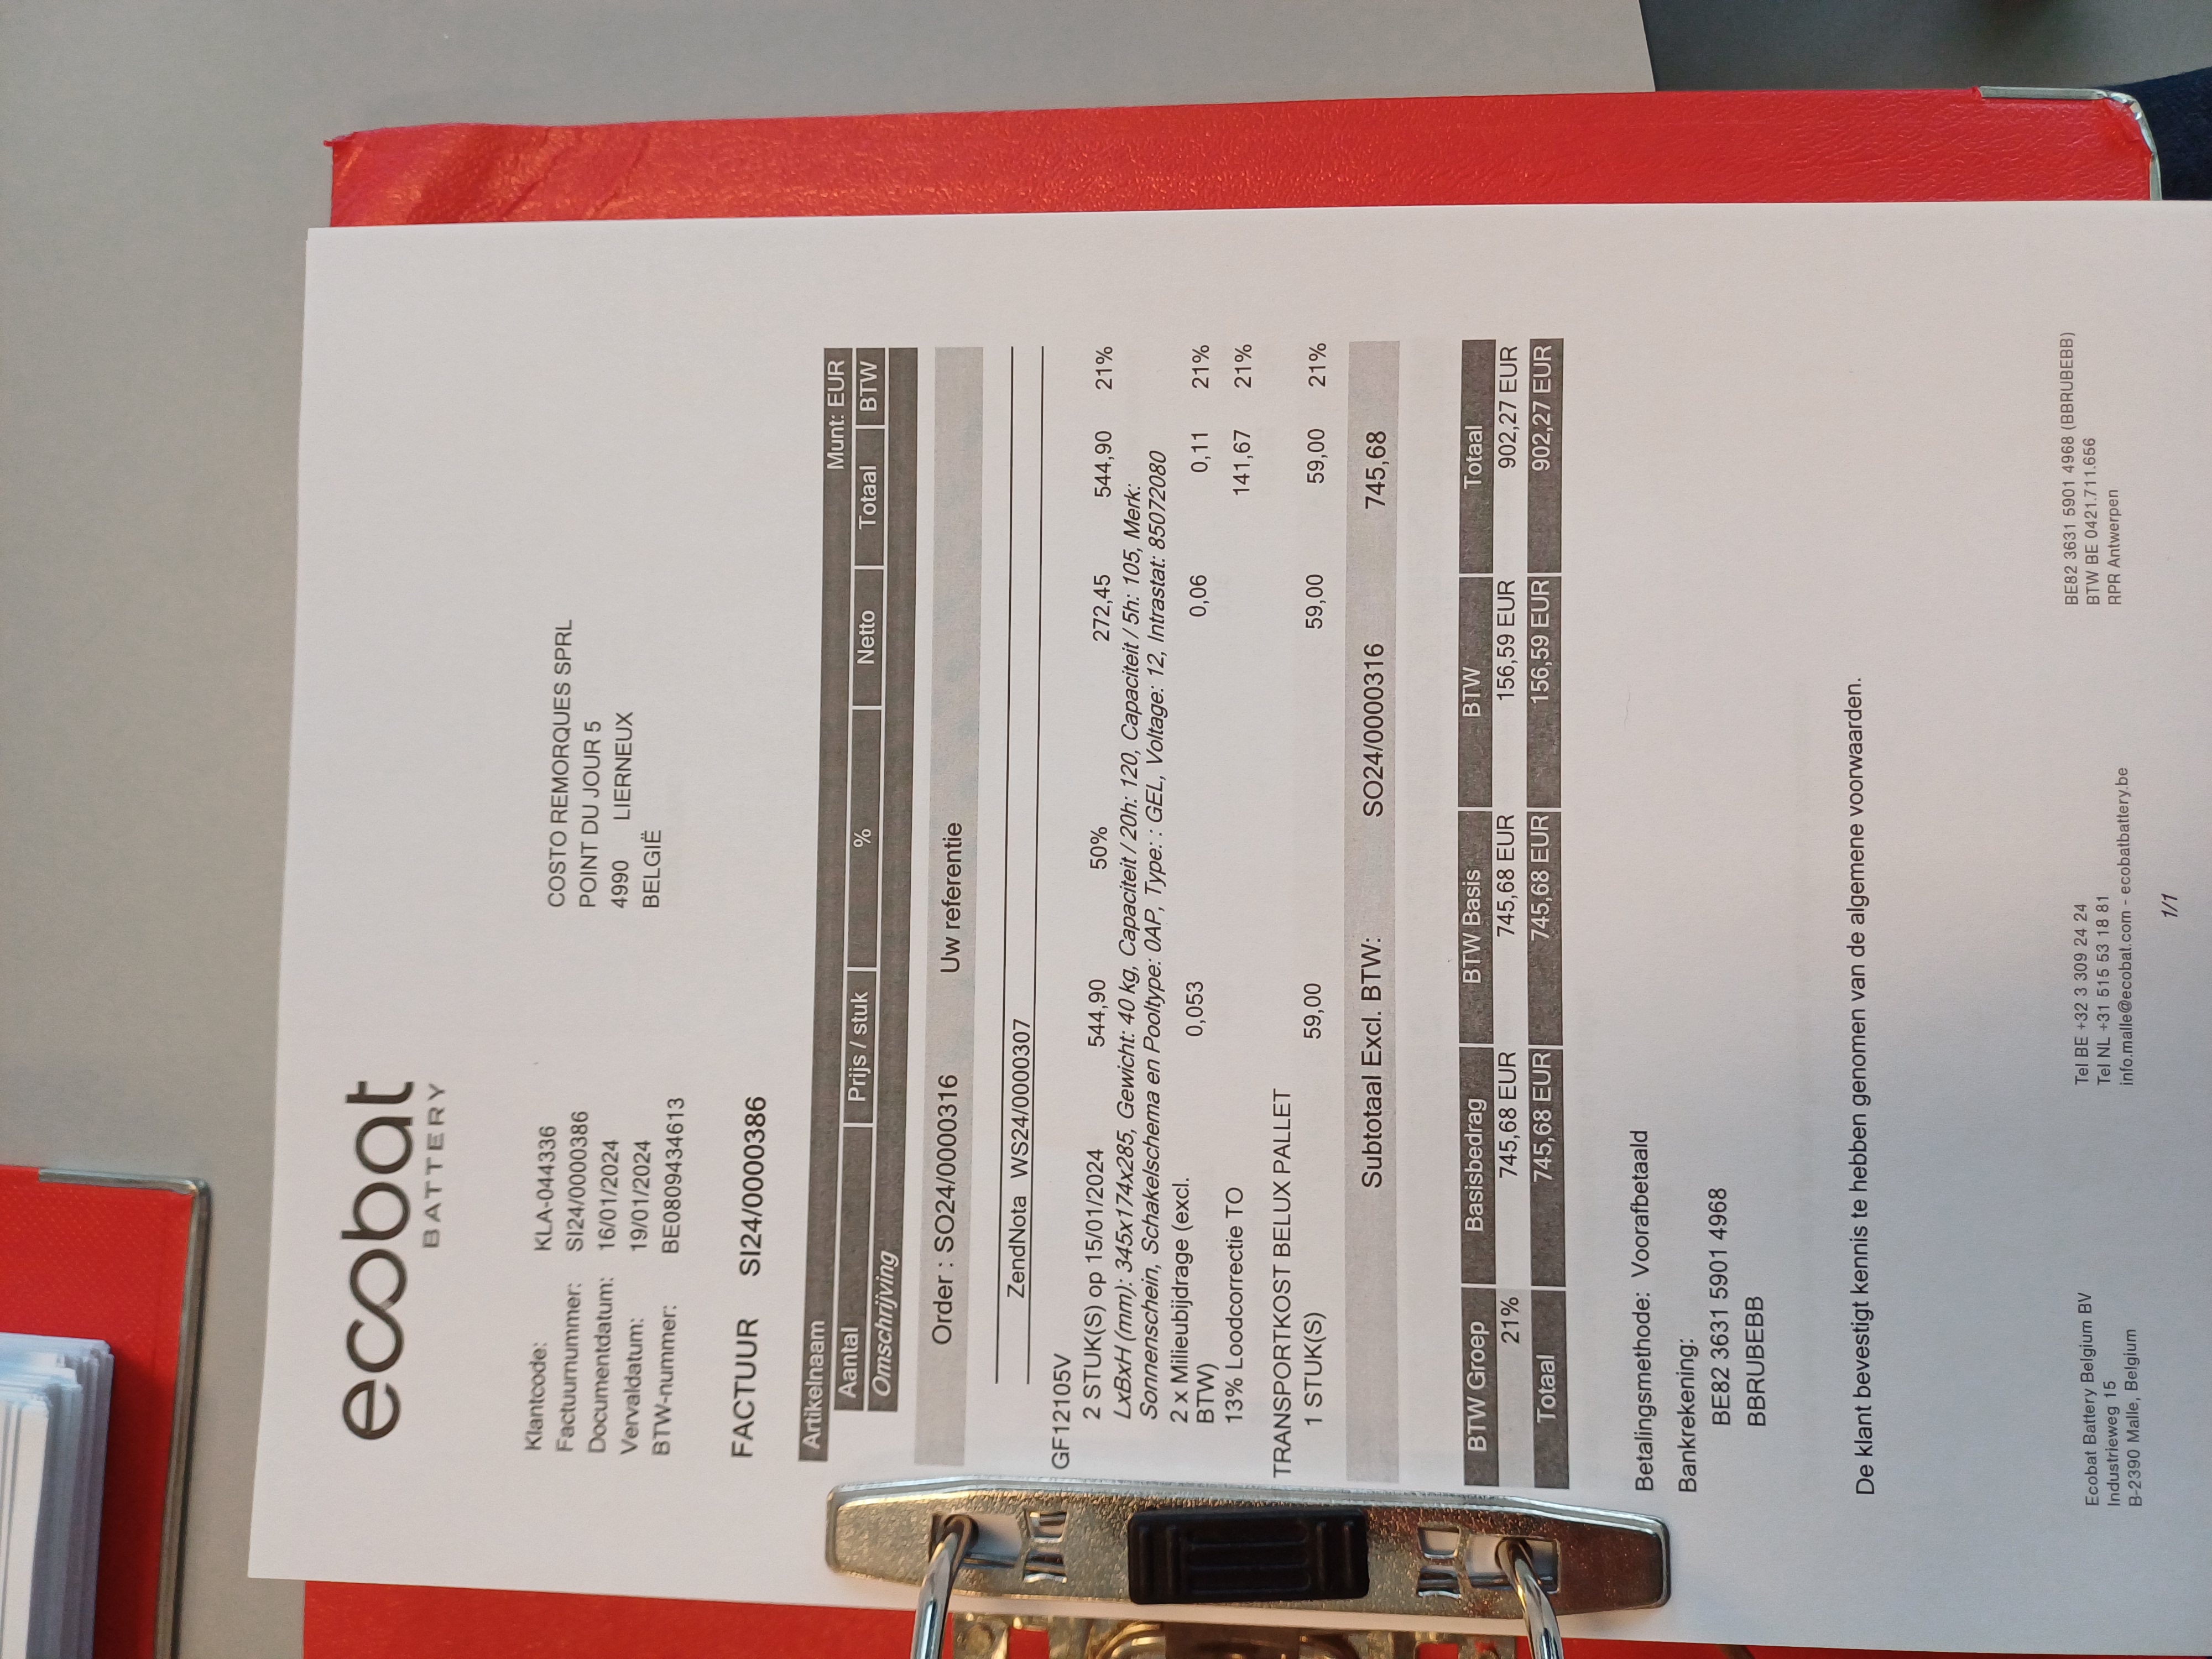 ecobat
BATTERY
Klantcode: KLA-044336
Factuurnummer: SI24/0000386
Documentdatum: 16/01/2024
Vervaldatum: 19/01/2024
BTW-nummer: BE0809434613
COSTO REMORQUES SPRL
POINT DU JOUR 5
4990 LIERNEUX
BELGIË
FACTUUR SI24/0000386
Artikelnaam Munt: EUR
Aantal Prijs / stuk % Netto Totaal BTW
Omschrijving
Order : SO24/0000316 Uw referentie
ZendNota WS24/0000307
GF12105V
2 STUK(S) op 15/01/2024 544,90 50% 272,45 544,90 21%
LxBxH (mm): 345x174x285, Gewicht: 40 kg, Capaciteit / 20h: 120, Capaciteit / 5h: 105, Merk:
Sonnenschein, Schakelschema en Pooltype: 0AP, Type: : GEL, Voltage: 12, Intrastat: 85072080
2 x Milieubijdrage (excl.
BTW) 0,053 0,06 0,11 21%
13% Loodcorrectie TO 141,67 21%
TRANSPORTKOST BELUX PALLET
1 STUK(S) 59,00 59,00 59,00 21%
Subtotaal Excl. BTW: SO24/0000316 745,68
BTW Groep Basisbedrag BTW Basis BTW Totaal
21% 745,68 EUR 745,68 EUR 156,59 EUR 902,27 EUR
Totaal 745,68 EUR 745,68 EUR 156,59 EUR 902,27 EUR
Betalingsmethode: Voorafbetaald
Bankrekening:
BE82 3631 5901 4968
BBRUBEBB
De klant bevestigt kennis te hebben genomen van de algemene voorwaarden.
Ecobat Battery Belgium BV
Industrieweg 15
B-2390 Malle, Belgium
Tel BE +32 3 309 24 24
Tel NL +31 515 53 18 81
info.malle@ecobat.com - ecobatbattery.be
BE82 3631 5901 4968 (BBRUBEBB)
BTW BE 0421.711.656
RPR Antwerpen
1/1